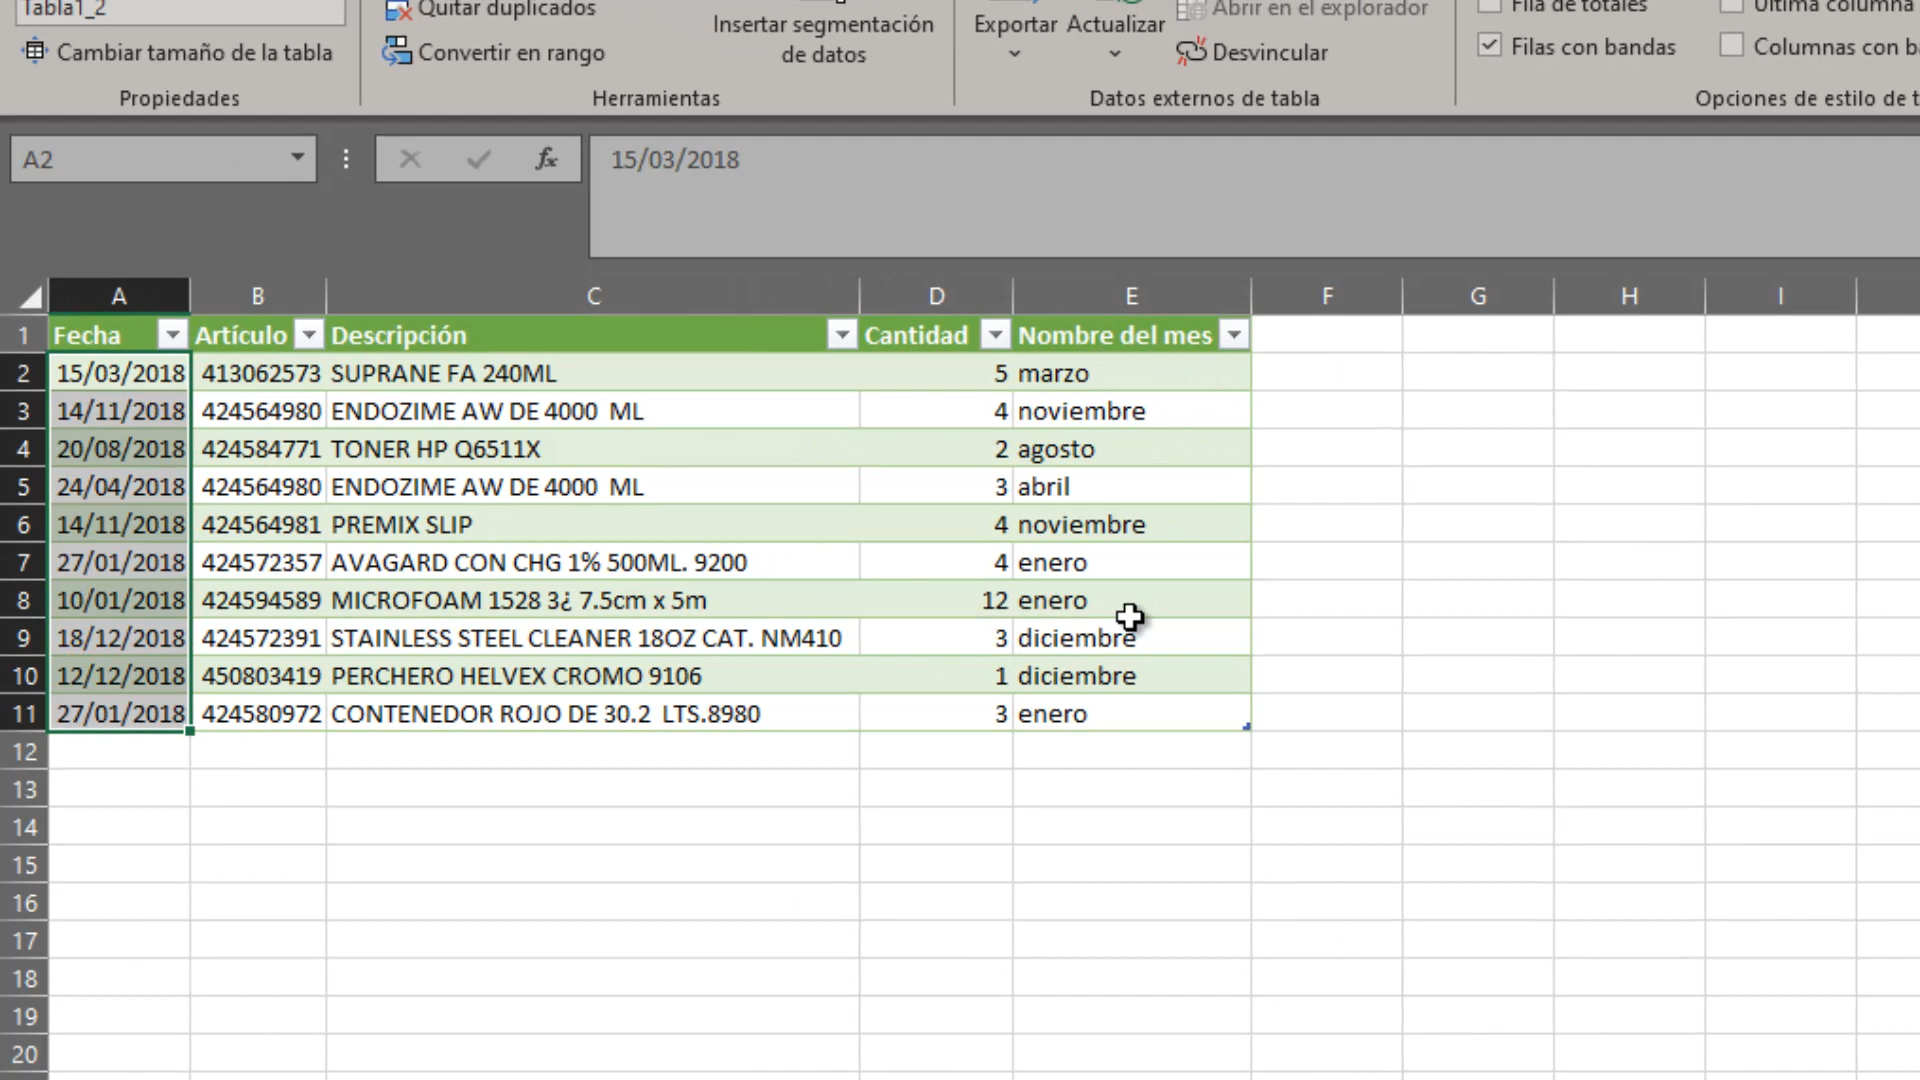 Tabla1_2
Cambiar tamaño de la tabla
Propiedades
Quitar duplicados
Convertir en rango
Insertar segmentación
de datos
Herramientas
Exportar Actualizar
Abrir en el explorador
Desvincular
Datos externos de tabla
Fila de totales
Filas con bandas
Última columna
Columnas con ba
Opciones de estilo de t
A2
fx
15/03/2018
A B C D E F G H I
1 Fecha Artículo Descripción Cantidad Nombre del mes
2 15/03/2018 413062573 SUPRANE FA 240ML 5 marzo
3 14/11/2018 424564980 ENDOZIME AW DE 4000  ML 4 noviembre
4 20/08/2018 424584771 TONER HP Q6511X 2 agosto
5 24/04/2018 424564980 ENDOZIME AW DE 4000  ML 3 abril
6 14/11/2018 424564981 PREMIX SLIP 4 noviembre
7 27/01/2018 424572357 AVAGARD CON CHG 1% 500ML. 9200 4 enero
8 10/01/2018 424594589 MICROFOAM 1528 3¿ 7.5cm x 5m 12 enero
9 18/12/2018 424572391 STAINLESS STEEL CLEANER 18OZ CAT. NM410 3 diciembre
10 12/12/2018 450803419 PERCHERO HELVEX CROMO 9106 1 diciembre
11 27/01/2018 424580972 CONTENEDOR ROJO DE 30.2  LTS.8980 3 enero
12
13
14
15
16
17
18
19
20